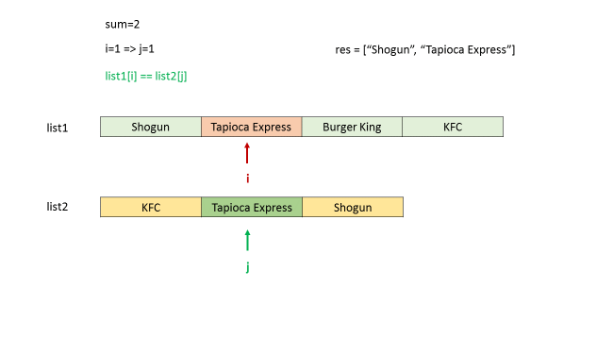 sum=2
i=1 => j=1
res = [“Shogun”, “Tapioca Express”]
list1[i] == list2[j]
list1 Shogun Tapioca Express Burger King KFC
i
list2 KFC Tapioca Express Shogun
j